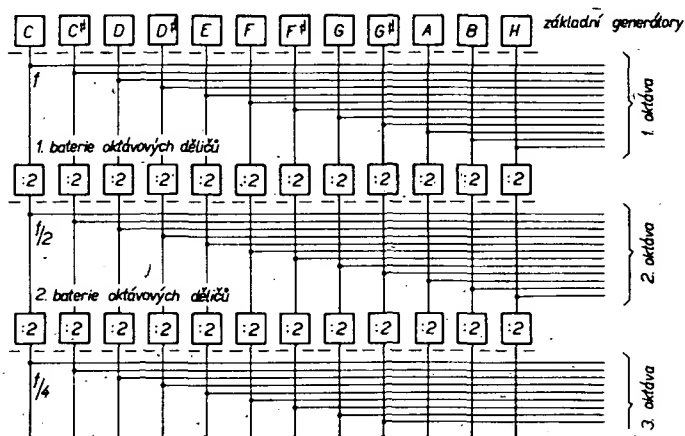 C C# D D# E F F# G G# A B H základní generátory
f
1. oktáva
1. baterie oktávových děličů
:2 :2 :2 :2 :2 :2 :2 :2 :2 :2 :2 :2
f/2
2. oktáva
2. baterie oktávových děličů
:2 :2 :2 :2 :2 :2 :2 :2 :2 :2 :2 :2
f/4
3. oktáva